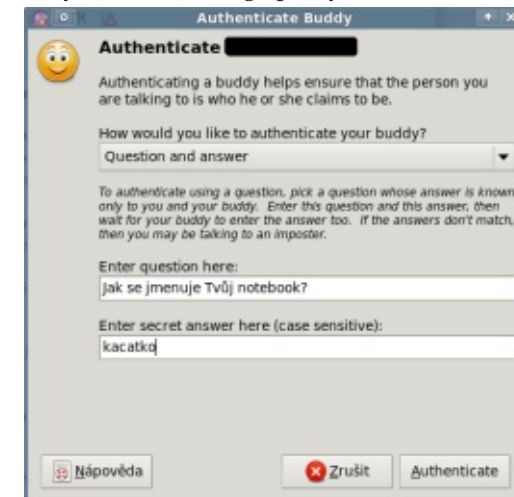 Authenticate Buddy
Authenticate
Authenticating a buddy helps ensure that the person you
are talking to is who he or she claims to be.
How would you like to authenticate your buddy?
Question and answer
To authenticate using a question, pick a question whose answer is known
only to you and your buddy. Enter this question and this answer, then
wait for your buddy to enter the answer too. If the answers don't match,
then you may be talking to an imposter.
Enter question here:
Jak se jmenuje Tvůj notebook?
Enter secret answer here (case sensitive):
kacatko
Nápověda
Zrušit
Authenticate